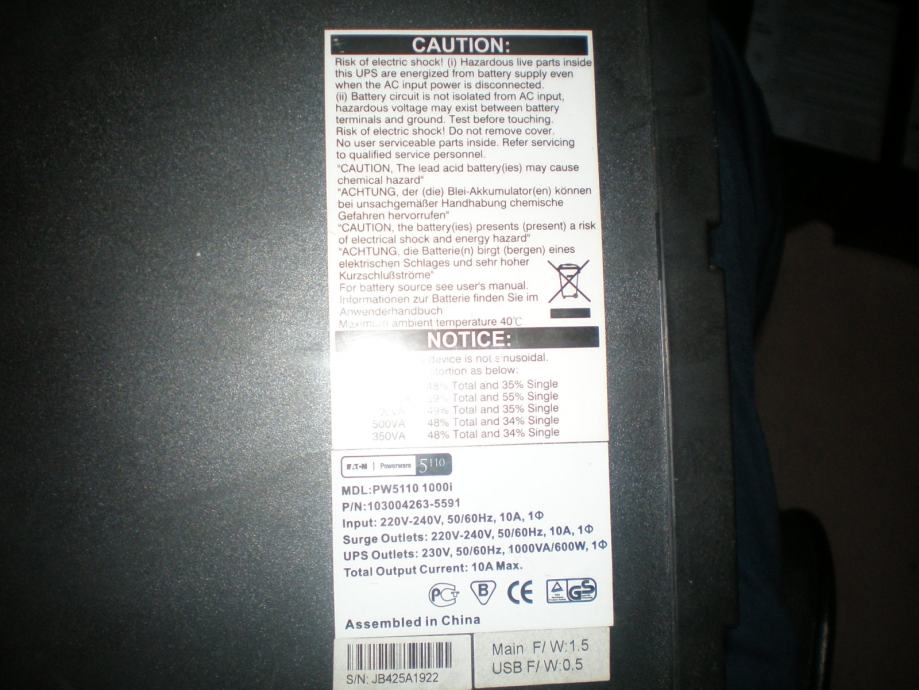 CAUTION:
Risk of electric shock! (i) Hazardous live parts inside
this UPS are energized from battery supply even
when the AC input power is disconnected.
(ii) Battery circuit is not isolated from AC input,
hazardous voltage may exist between battery
terminals and ground. Test before touching.
Risk of electric shock! Do not remove cover.
No user serviceable parts inside. Refer servicing
to qualified service personnel.
"CAUTION, The lead acid battery(ies) may cause
chemical hazard"
"ACHTUNG, der (die) Blei-Akkumulator(en) können
bei unsachgemäßer Handhabung chemische
Gefahren hervorrufen"
"CAUTION, the battery(ies) presents (present) a risk
of electrical shock and energy hazard"
"ACHTUNG, die Batterie(n) birgt (bergen) eines
elektrischen Schlages und sehr hoher
Kurzschlußströme"
For battery source see user's manual.
Informationen zur Batterie finden Sie im
Anwenderhandbuch
Maximum ambient temperature 40℃
NOTICE:
device is not sinusoidal.
as below:
48% Total and 35% Single
Total and 55% Single
49% Total and 35% Single
500VA 48% Total and 34% Single
350VA 48% Total and 34% Single
EATON | Powerware 5110
MDL:PW5110 1000i
P/N:103004263-5591
Input: 220V-240V, 50/60Hz, 10A, 1Φ
Surge Outlets: 220V-240V, 50/60Hz, 10A, 1Φ
UPS Outlets: 230V, 50/60Hz, 1000VA/600W, 1Φ
Total Output Current: 10A Max.
B CE GS
Assembled in China
S/N: JB425A1922
Main F/W:1.5
USB F/W:0.5